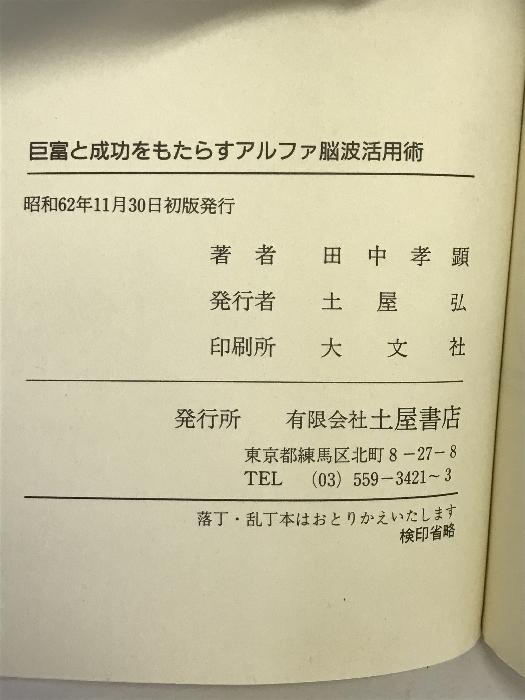 巨富と成功をもたらすアルファ脳波活用術
昭和62年11月30日初版発行
著者 田中孝顕
発行者 土屋弘
印刷所 大文社
発行所 有限会社土屋書店
東京都練馬区北町8-27-8
TEL (03) 559-3421~3
落丁・乱丁本はおとりかえいたします
検印省略